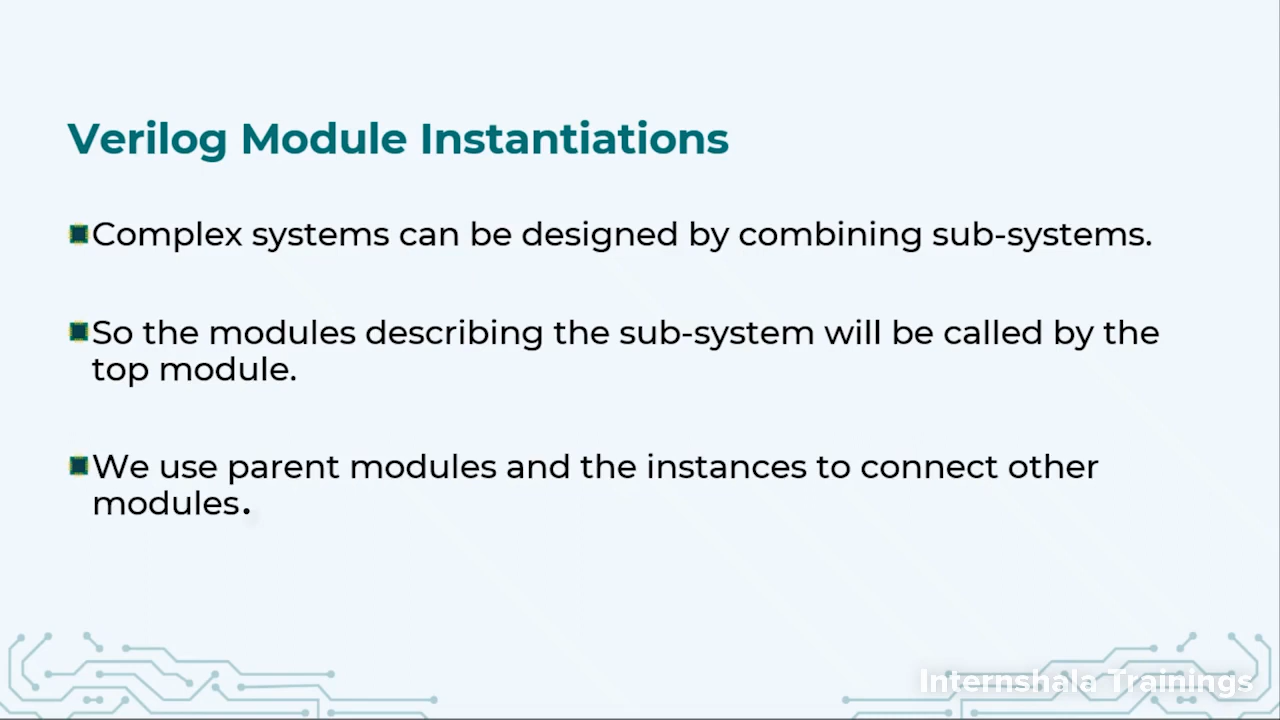 Verilog Module Instantiations
Complex systems can be designed by combining sub-systems.
So the modules describing the sub-system will be called by the
top module.
We use parent modules and the instances to connect other
modules.
Internshala Trainings